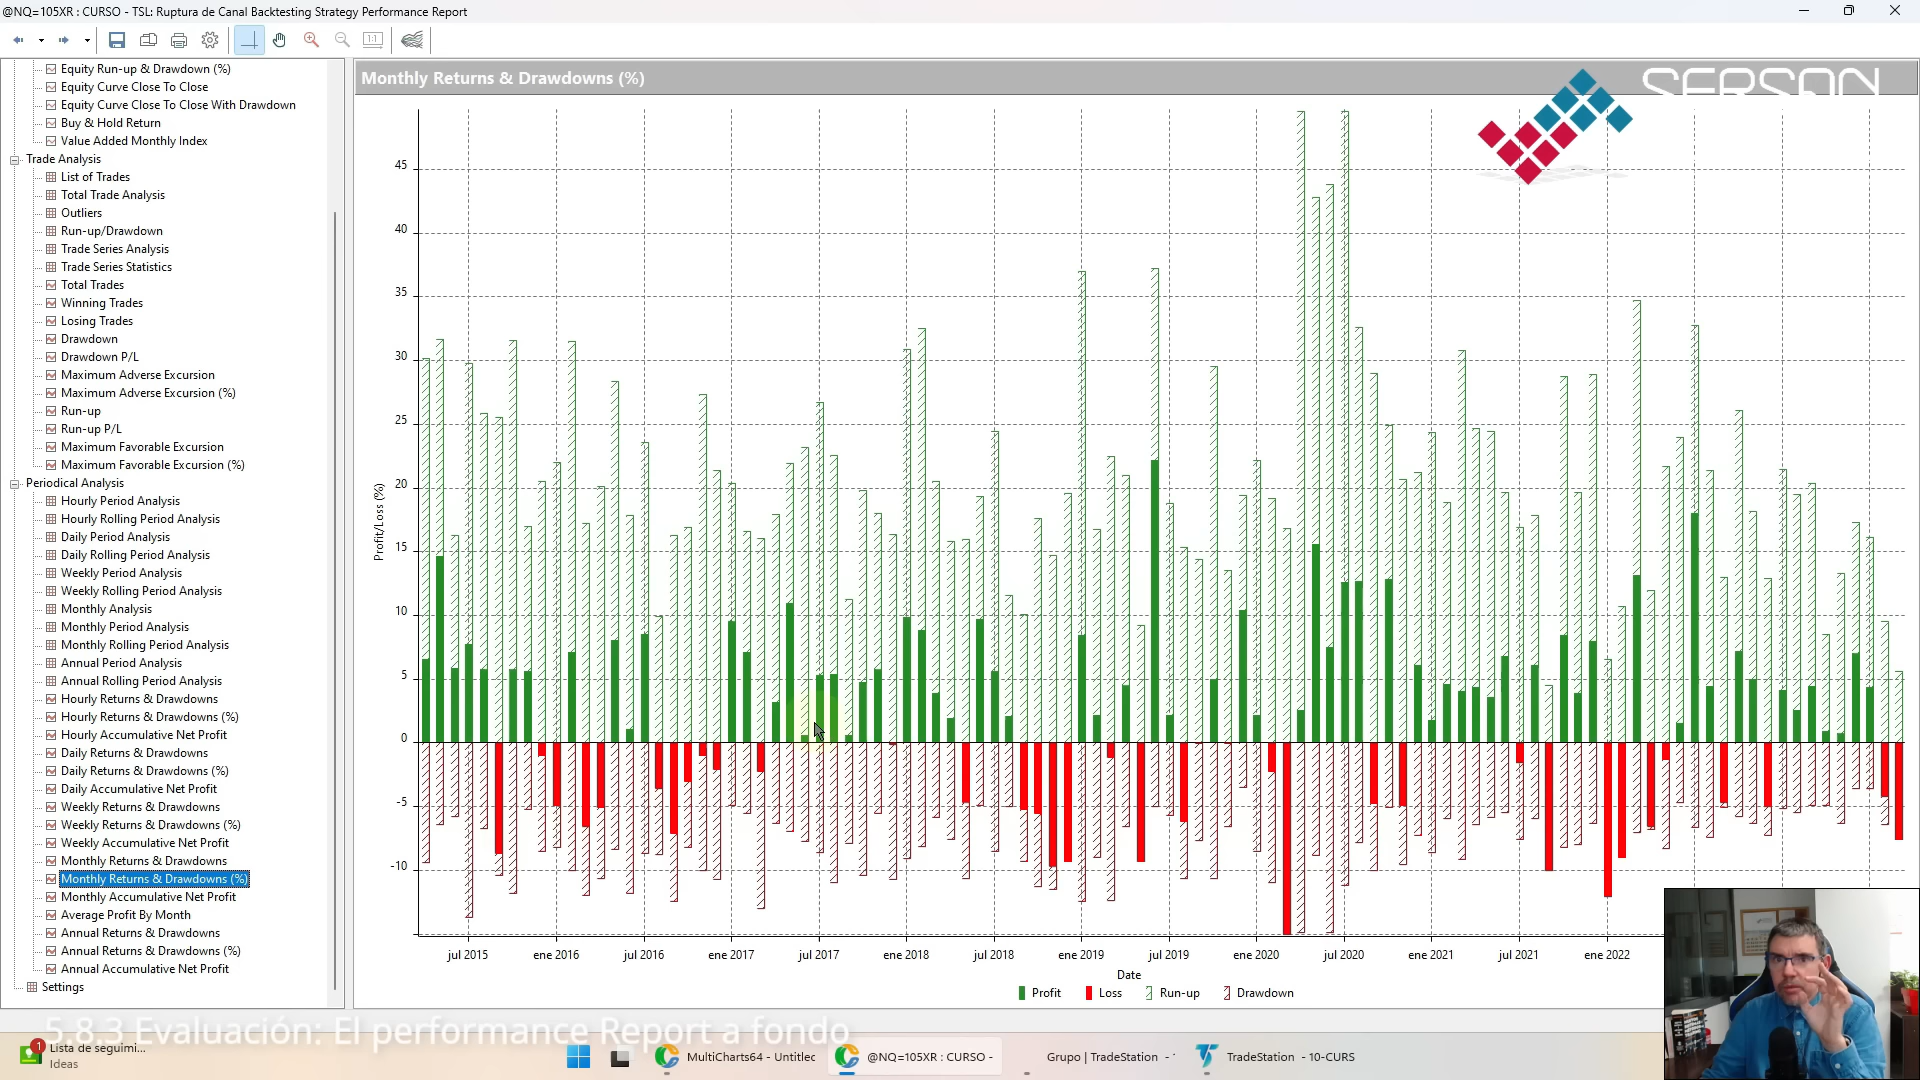 @NQ=105XR : CURSO - TSL: Ruptura de Canal Backtesting Strategy Performance Report
1:1
Equity Run-up & Drawdown (%)
Equity Curve Close To Close
Equity Curve Close To Close With Drawdown
Buy & Hold Return
Value Added Monthly Index
Trade Analysis
List of Trades
Total Trade Analysis
Outliers
Run-up/Drawdown
Trade Series Analysis
Trade Series Statistics
Total Trades
Winning Trades
Losing Trades
Drawdown
Drawdown P/L
Maximum Adverse Excursion
Maximum Adverse Excursion (%)
Run-up
Run-up P/L
Maximum Favorable Excursion
Maximum Favorable Excursion (%)
Periodical Analysis
Hourly Period Analysis
Hourly Rolling Period Analysis
Daily Period Analysis
Daily Rolling Period Analysis
Weekly Period Analysis
Weekly Rolling Period Analysis
Monthly Analysis
Monthly Period Analysis
Monthly Rolling Period Analysis
Annual Period Analysis
Annual Rolling Period Analysis
Hourly Returns & Drawdowns
Hourly Returns & Drawdowns (%)
Hourly Accumulative Net Profit
Daily Returns & Drawdowns
Daily Returns & Drawdowns (%)
Daily Accumulative Net Profit
Weekly Returns & Drawdowns
Weekly Returns & Drawdowns (%)
Weekly Accumulative Net Profit
Monthly Returns & Drawdowns
Monthly Returns & Drawdowns (%)
Monthly Accumulative Net Profit
Average Profit By Month
Annual Returns & Drawdowns
Annual Returns & Drawdowns (%)
Annual Accumulative Net Profit
Settings
Monthly Returns & Drawdowns (%)
SERSAN
45
40
35
30
25
20
15
10
5
0
-5
-10
Profit/Loss (%)
jul 2015 ene 2016 jul 2016 ene 2017 jul 2017 ene 2018 jul 2018 ene 2019 jul 2019 ene 2020 jul 2020 ene 2021 jul 2021 ene 2022
Date
Profit Loss Run-up Drawdown
5.8.3 Evaluación: El performance Report a fondo
1
Lista de seguimi...
Ideas
MultiCharts64 - Untitlec
@NQ=105XR : CURSO -
Grupo | TradeStation -
TradeStation - 10-CURS